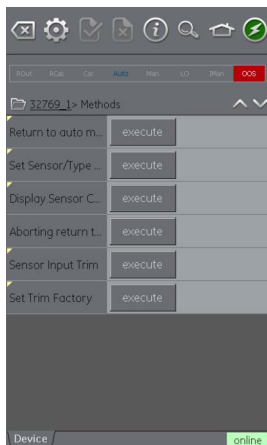 ROut RCas Cas Auto Man LO IMan OOS
32769_1> Methods
Return to auto m... execute
Set Sensor/Type ... execute
Display Sensor C... execute
Aborting return t... execute
Sensor Input Trim execute
Set Trim Factory execute
Device online